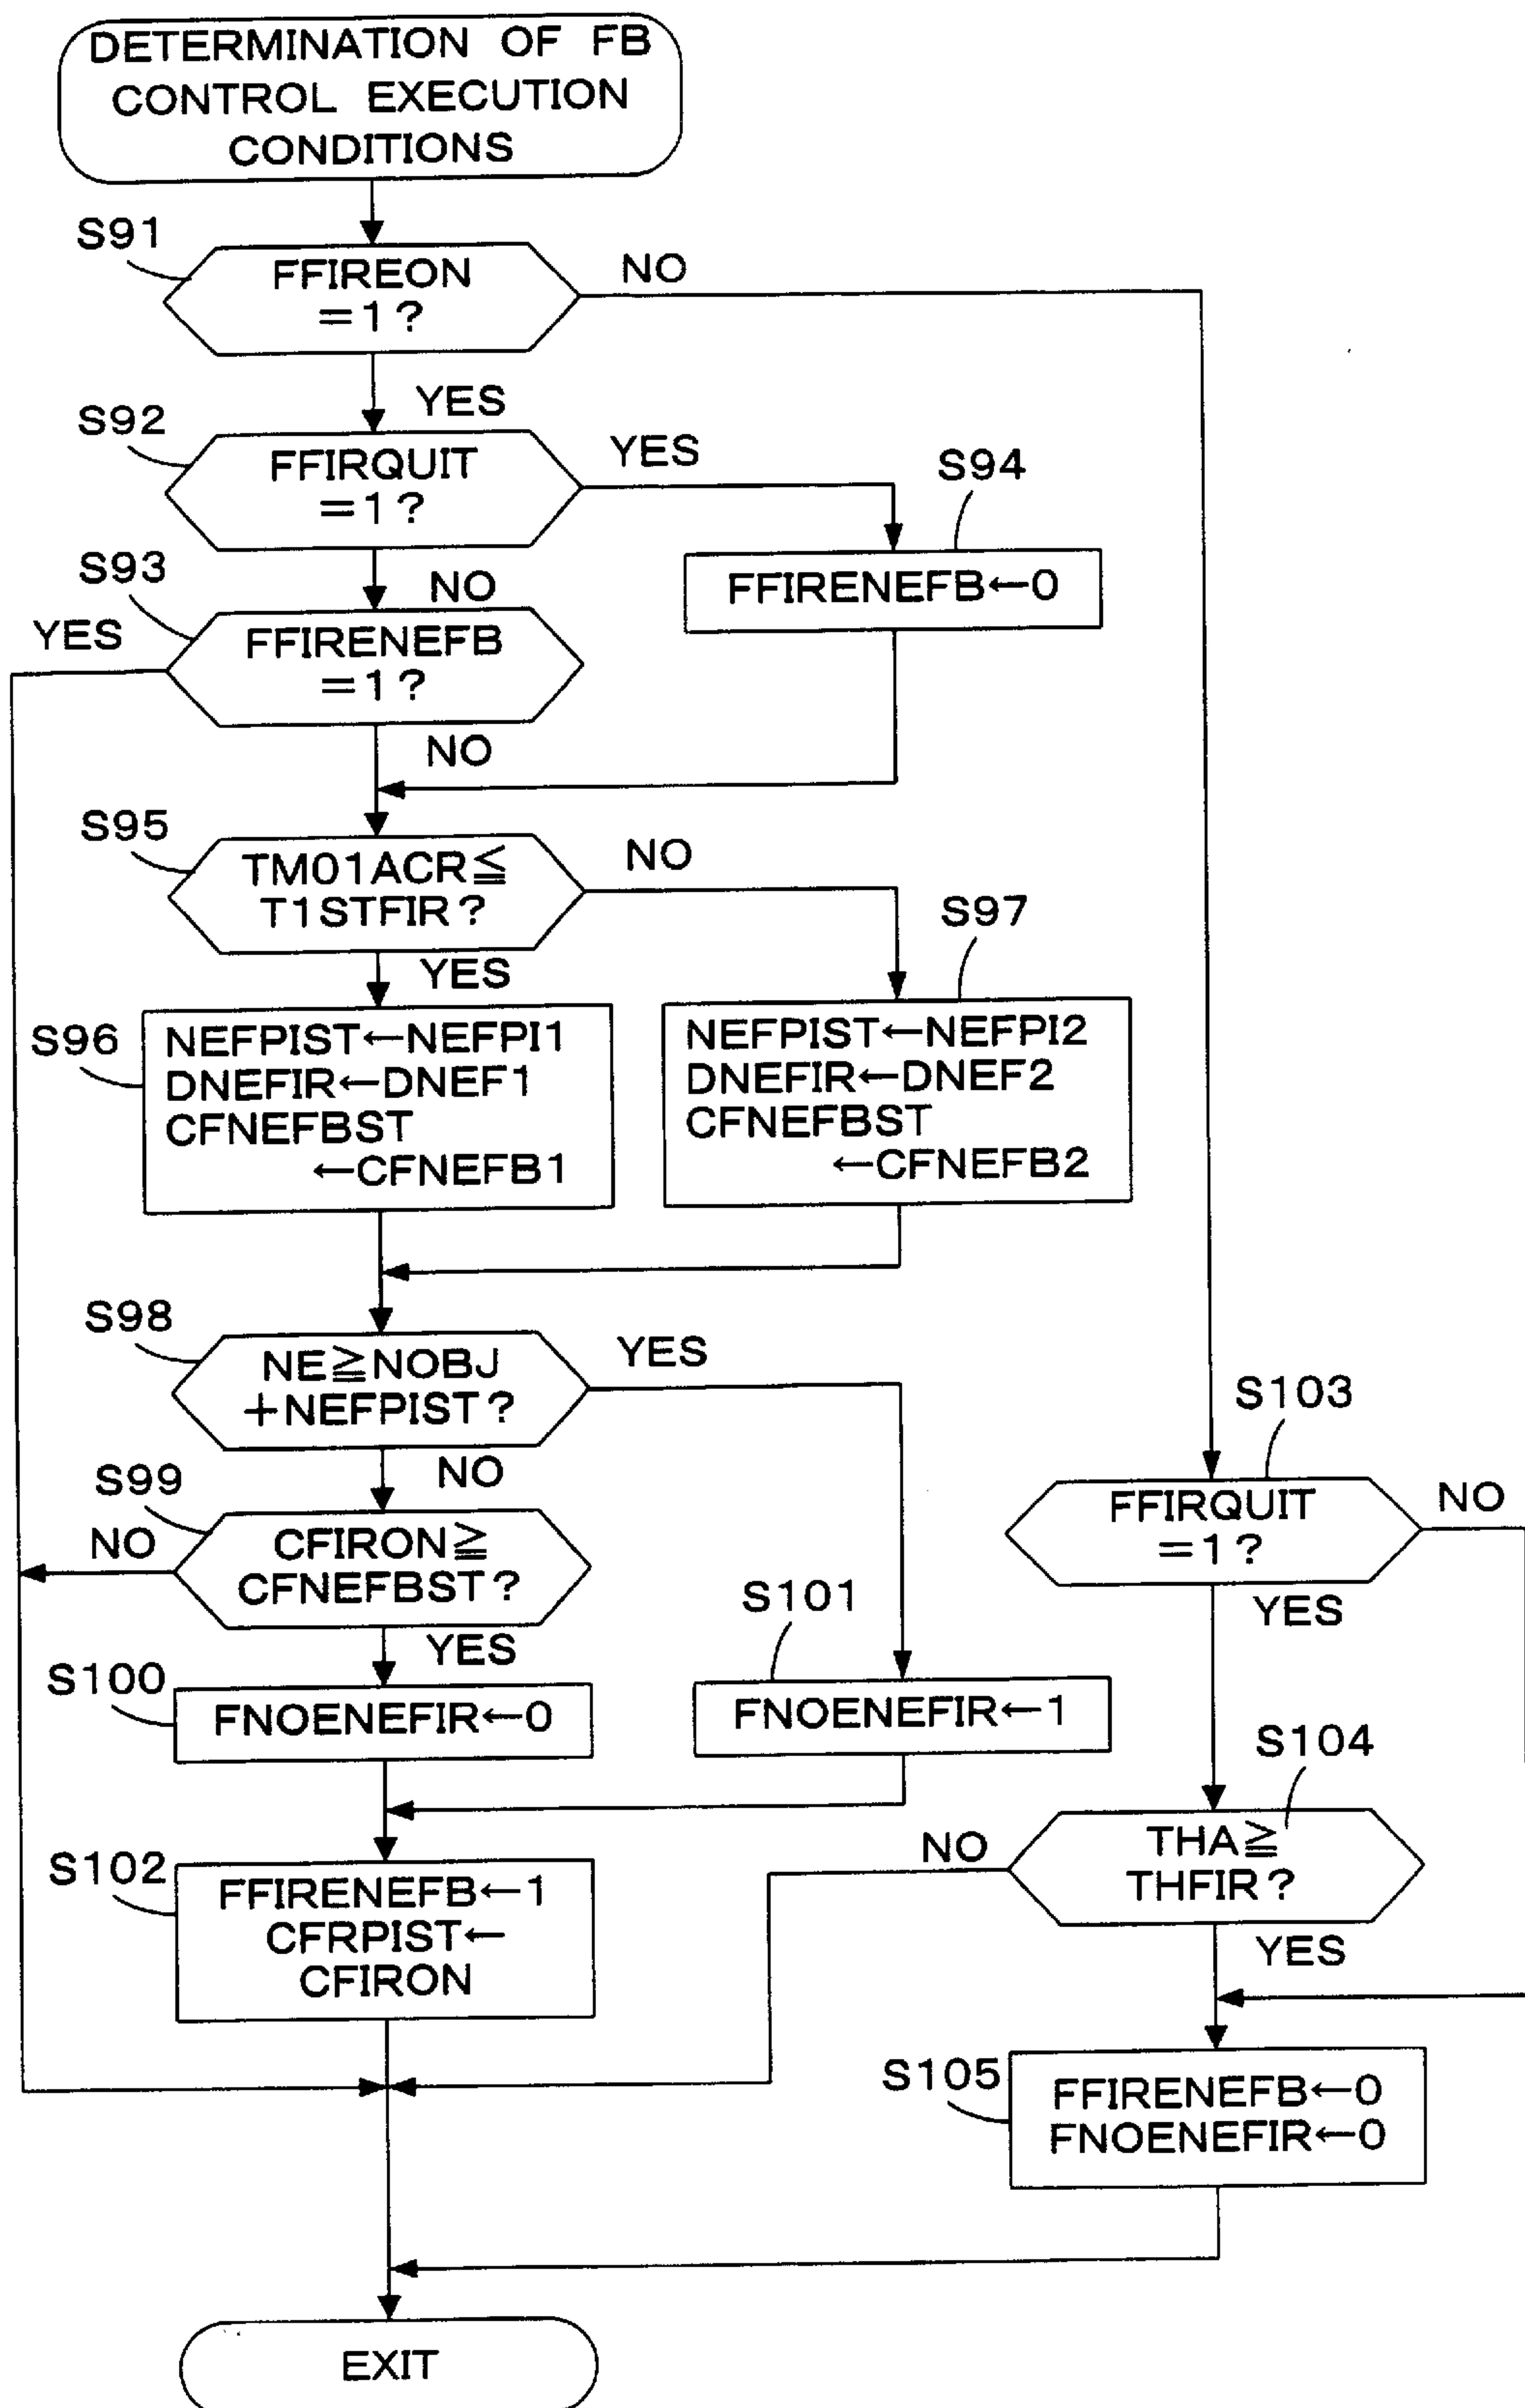 DETERMINATION OF FB
CONTROL EXECUTION
CONDITIONS
S91
FFIREON
=1?
NO
YES
S92
FFIRQUIT
=1?
YES
S94
FFIRENEFB←0
NO
S93
YES
FFIRENEFB
=1?
NO
S95
TM01ACR≦
T1STFIR?
NO
YES
S96
NEFPIST←NEFPI1
DNEFIR←DNEF1
CFNEFBST
←CFNEFB1
S97
NEFPIST←NEFPI2
DNEFIR←DNEF2
CFNEFBST
←CFNEFB2
S98
NE≧NOBJ
+NEFPIST?
YES
NO
S99
NO
CFIRON≧
CFNEFBST?
YES
S100
FNOENEFIR←0
S101
FNOENEFIR←1
S102
FFIRENEFB←1
CFRPIST←
CFIRON
S103
FFIRQUIT
=1?
NO
YES
S104
THA≧
THFIR?
NO
YES
S105
FFIRENEFB←0
FNOENEFIR←0
EXIT